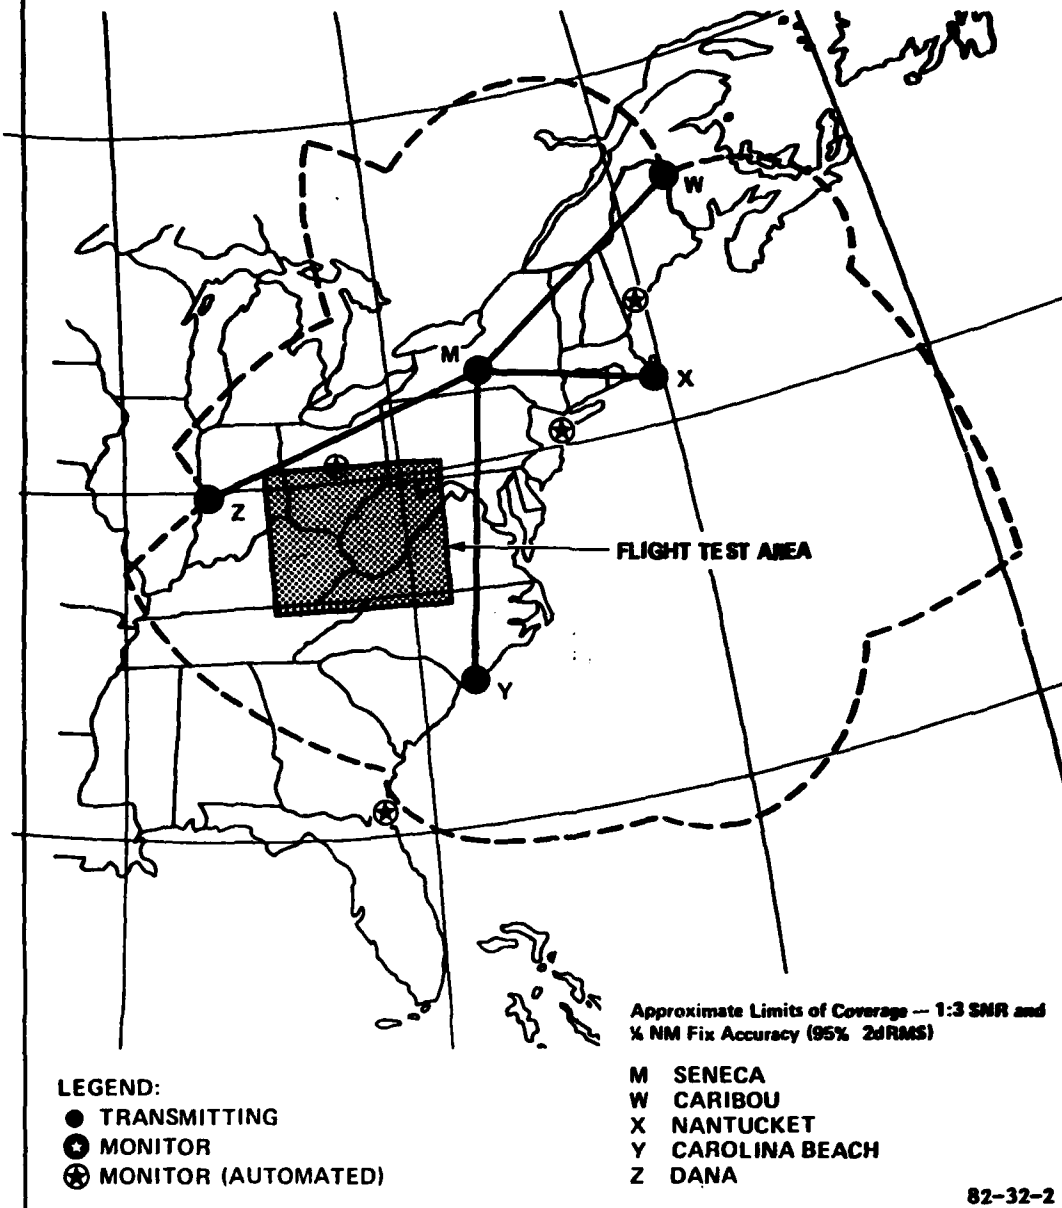 W
M
X
Z
FLIGHT TEST AREA
Y
Approximate Limits of Coverage — 1:3 SNR and
¼ NM Fix Accuracy (95% 2dRMS)
LEGEND:
TRANSMITTING
MONITOR
MONITOR (AUTOMATED)
M SENECA
W CARIBOU
X NANTUCKET
Y CAROLINA BEACH
Z DANA
82-32-2